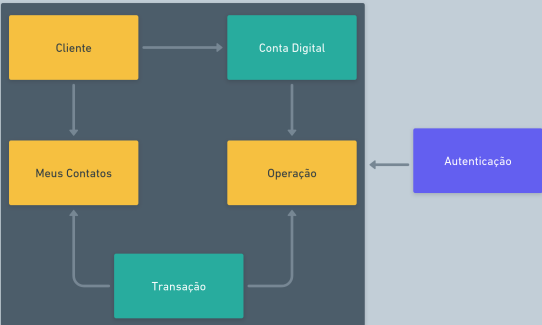 Cliente
Conta Digital
Meus Contatos
Operação
Autenticação
Transação